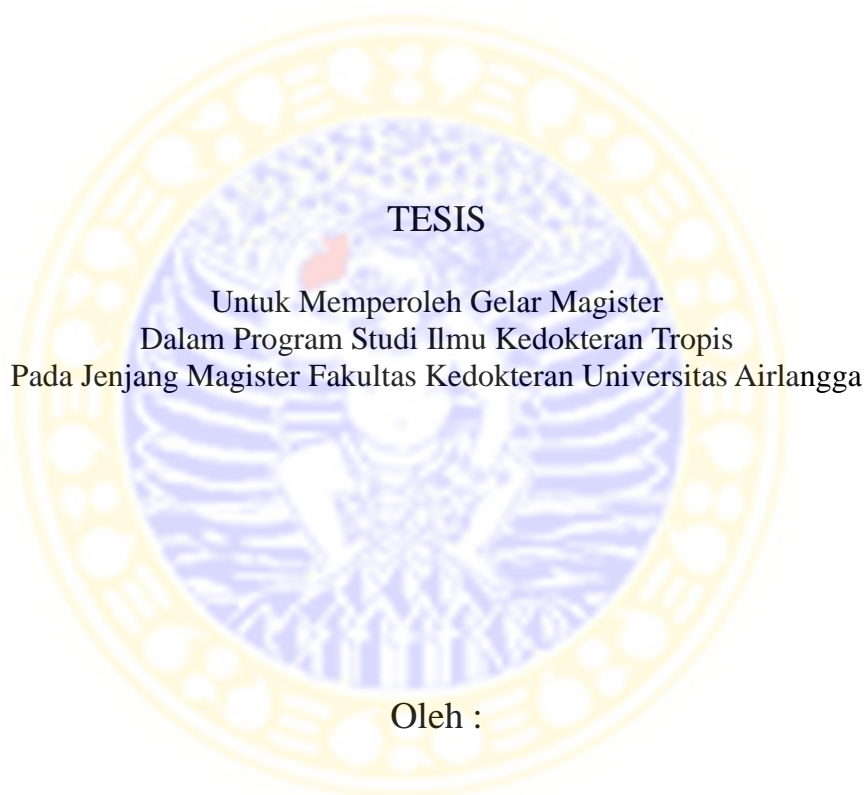 TESIS
Untuk Memperoleh Gelar Magister
Dalam Program Studi Ilmu Kedokteran Tropis
Pada Jenjang Magister Fakultas Kedokteran Universitas Airlangga
Oleh :